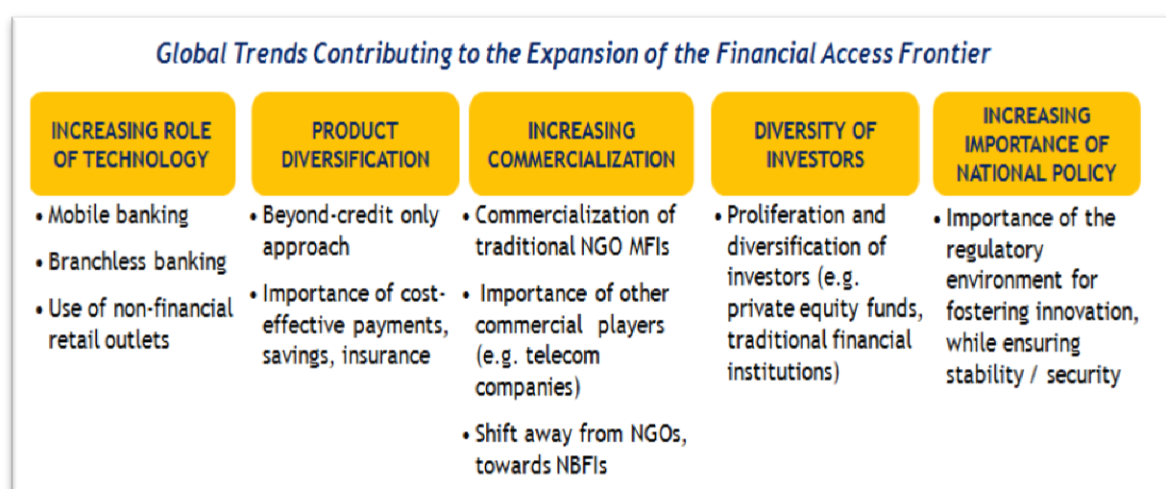 Global Trends Contributing to the Expansion of the Financial Access Frontier
INCREASING ROLE
OF TECHNOLOGY
• Mobile banking
• Branchless banking
• Use of non-financial
retail outlets
PRODUCT
DIVERSIFICATION
• Beyond-credit only
approach
• Importance of cost-
effective payments,
savings, insurance
INCREASING
COMMERCIALIZATION
• Commercialization of
traditional NGO MFIs
• Importance of other
commercial players
(e.g. telecom
companies)
• Shift away from NGOs,
towards NBFIs
DIVERSITY OF
INVESTORS
• Proliferation and
diversification of
investors (e.g.
private equity funds,
traditional financial
institutions)
INCREASING
IMPORTANCE OF
NATIONAL POLICY
• Importance of the
regulatory
environment for
fostering innovation,
while ensuring
stability / security